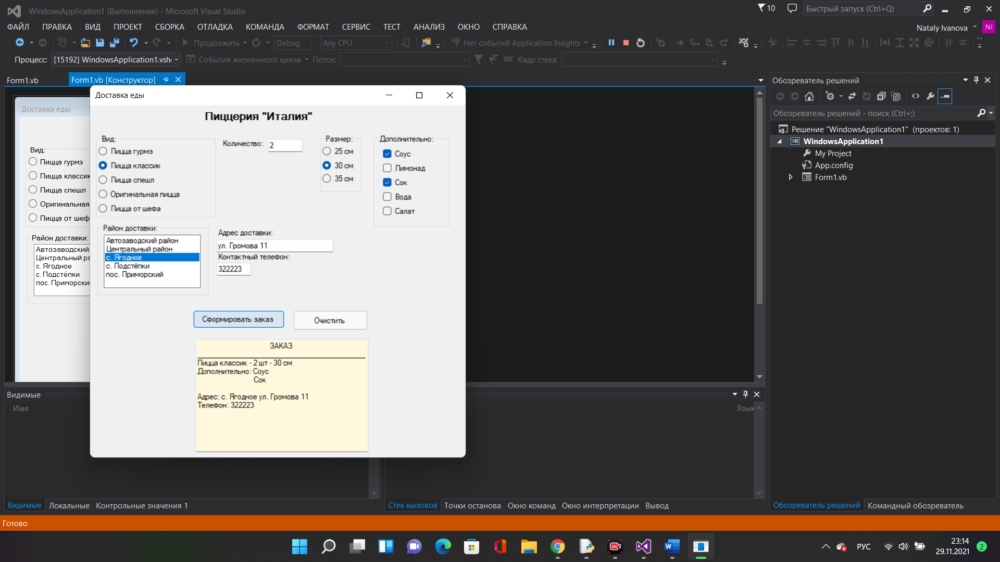 WindowsApplication1 (Выполнение) - Microsoft Visual Studio
10
Быстрый запуск (Ctrl+Q)
ФАЙЛ ПРАВКА ВИД ПРОЕКТ СБОРКА ОТЛАДКА КОМАНДА ФОРМАТ СЕРВИС ТЕСТ АНАЛИЗ ОКНО СПРАВКА
Nataly Ivanova NI
Продолжить Debug Any CPU Нет событий Application Insights
Процесс: [15192] WindowsApplication1.vsh События жизненного цикла Поток: Кадр стека:
Form1.vb Form1.vb [Конструктор]
Доставка еды
Вид:
Пицца гурмэ
Пицца классик
Пицца спешл
Оригинальная
Пицца от шеф
Район доставки:
Автозаводский
Центральный ра
с. Ягодное
с. Подстёпки
пос. Приморски
Доставка еды
Пиццерия "Италия"
Вид:
Пицца гурмэ
Пицца классик
Пицца спешл
Оригинальная пицца
Пицца от шефа
Количество: 2
Размер:
25 см
30 см
35 см
Дополнительно:
Соус
Лимонад
Сок
Вода
Салат
Район доставки:
Автозаводский район
Центральный район
с. Ягодное
с. Подстёпки
пос. Приморский
Адрес доставки:
ул. Громова 11
Контактный телефон:
322223
Сформировать заказ Очистить
ЗАКАЗ
Пицца классик - 2 шт - 30 см
Дополнительно: Соус
Сок
Адрес: с. Ягодное ул. Громова 11
Телефон: 322223
Обозреватель решений
Обозреватель решений - поиск (Ctrl+;)
Решение "WindowsApplication1" (проектов: 1)
VB WindowsApplication1
My Project
App.config
Form1.vb
Видимые
Имя
Язык
Видимые Локальные Контрольные значения 1
Стек вызовов Точки останова Окно команд Окно интерпретации Вывод
Обозреватель решений Командный обозреватель
Готово
РУС
23:14
29.11.2021
2